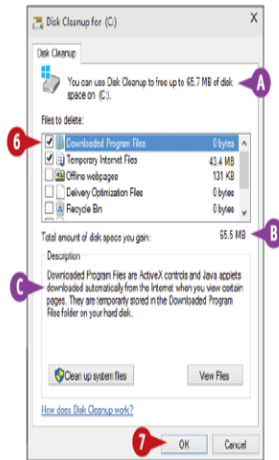 Disk Cleanup for (C:)
X
Disk Cleanup
You can use Disk Cleanup to free up to 65.7 MB of disk
space on (C:).
A
Files to delete:
6
Downloaded Program Files 0 bytes
Temporary Internet Files 43.4 MB
Offline webpages 131 KB
Delivery Optimization Files 0 bytes
Recycle Bin 0 bytes
Total amount of disk space you gain: 65.5 MB
B
Description
C
Downloaded Program Files are ActiveX controls and Java applets
downloaded automatically from the Internet when you view certain
pages. They are temporarily stored in the Downloaded Program
Files folder on your hard disk.
Clean up system files View Files
How does Disk Cleanup work?
7
OK Cancel